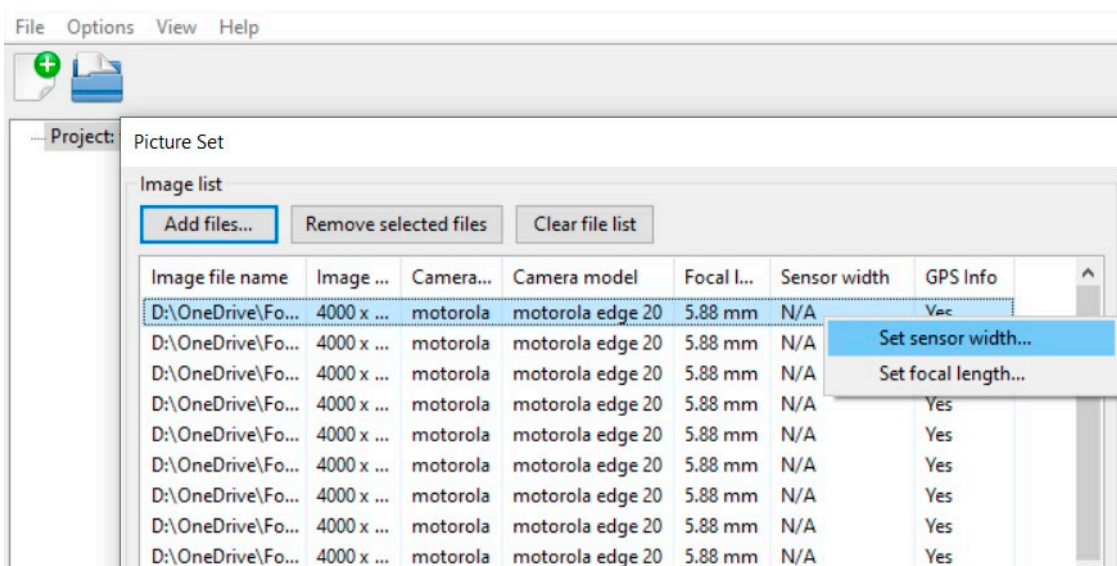 File Options View Help
Project:
Picture Set
Image list
Add files... Remove selected files Clear file list
Image file name Image ... Camera... Camera model Focal l... Sensor width GPS Info
D:\OneDrive\Fo... 4000 x ... motorola motorola edge 20 5.88 mm N/A Yes
Set sensor width...
D:\OneDrive\Fo... 4000 x ... motorola motorola edge 20 5.88 mm N/A
Set focal length...
D:\OneDrive\Fo... 4000 x ... motorola motorola edge 20 5.88 mm N/A
D:\OneDrive\Fo... 4000 x ... motorola motorola edge 20 5.88 mm N/A Yes
D:\OneDrive\Fo... 4000 x ... motorola motorola edge 20 5.88 mm N/A Yes
D:\OneDrive\Fo... 4000 x ... motorola motorola edge 20 5.88 mm N/A Yes
D:\OneDrive\Fo... 4000 x ... motorola motorola edge 20 5.88 mm N/A Yes
D:\OneDrive\Fo... 4000 x ... motorola motorola edge 20 5.88 mm N/A Yes
D:\OneDrive\Fo... 4000 x ... motorola motorola edge 20 5.88 mm N/A Yes